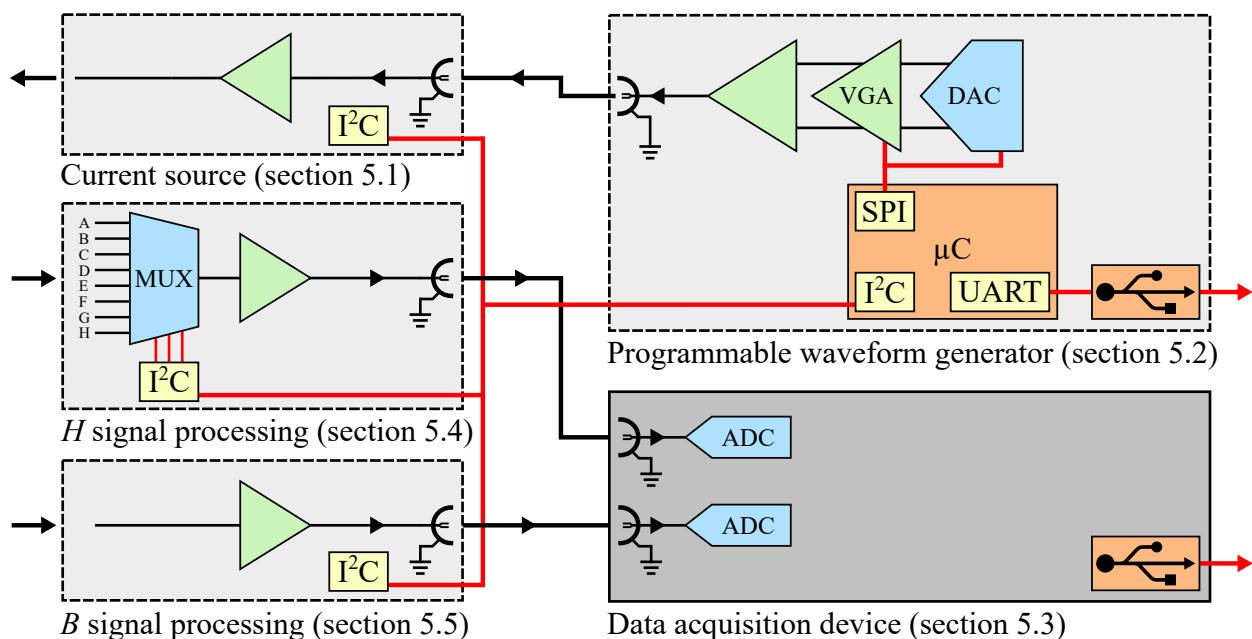 I²C
Current source (section 5.1)
VGA
DAC
SPI
µC
I²C
UART
Programmable waveform generator (section 5.2)
A
B
C
D
E
F
G
H
MUX
I²C
H signal processing (section 5.4)
ADC
ADC
I²C
B signal processing (section 5.5)
Data acquisition device (section 5.3)